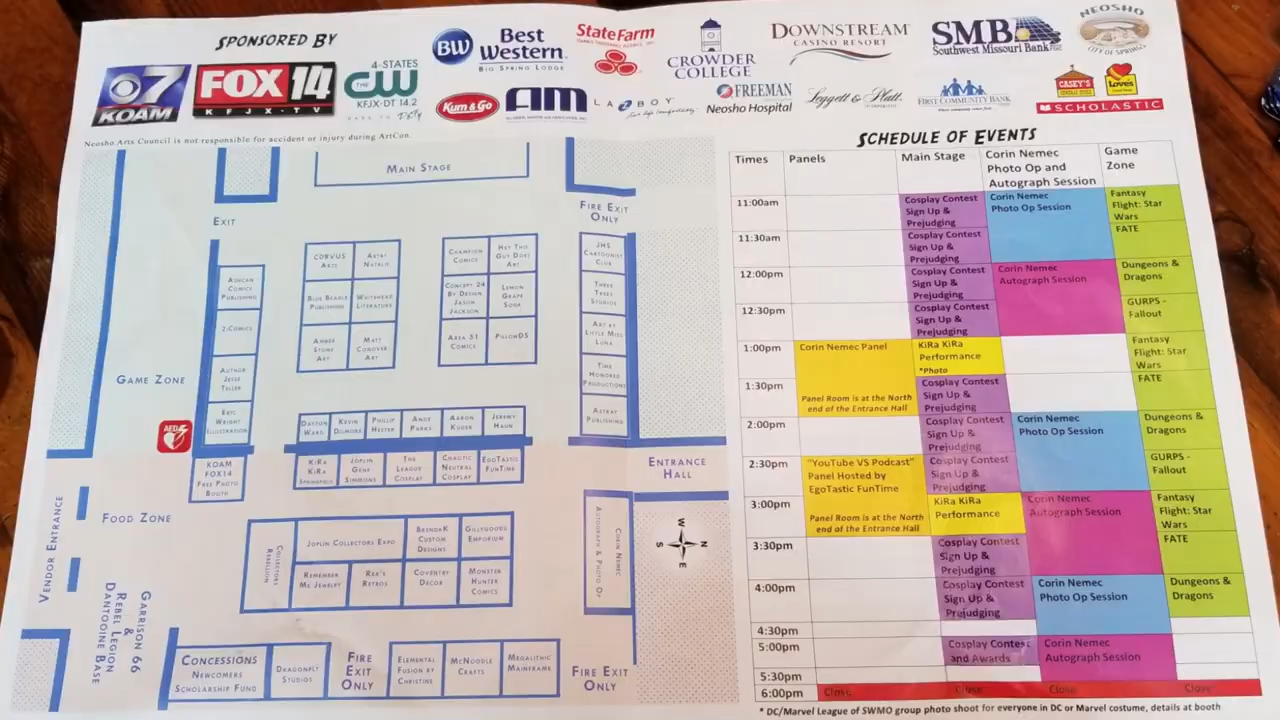 SPONSORED BY
BW Best Western
BIG SPRING LODGE
StateFarm
CROWDER COLLEGE
DOWNSTREAM
CASINO RESORT
SMB
Southwest Missouri Bank
NEOSHO
CITY OF SPRINGS
7
KOAM
FOX 14
KFJX-TV
4-STATES
THE CW
KFJX-DT 14.2
Kum & Go
AIM
LA BOY
FREEMAN
Neosho Hospital
Leggett & Platt
FIRST COMMUNITY BANK
CASEY'S
Loves
SCHOLASTIC
Neosho Arts Council is not responsible for accident or injury during ArtCon.
MAIN STAGE
EXIT
FIRE EXIT
ONLY
ADHCAN
COMICS
PUBLISHING
2 COMICS
AUTHOR
JESSE
TELLER
ERIC
WRIGHT
ILLUSTRATION
GAME ZONE
AED
CORVUS
ARTS
ARTSY
NATALIE
BLUE BEAGLE
PUBLISHING
WHITEHEAD
LITERATURE
AMBER
STONE
ART
MATT
CONOVER
ART
CHAMPION
COMICS
HEY THIS
GUY DOES
ART
CONCEPT 24
BY DESIGN
JASON
JACKSON
LEMON
GRAPE
SODA
AREA 51
COMICS
PILLOWDS
JHS
CARTOONIST
CLUB
THREE
TREES
STUDIOS
ART BY
LITTLE MISS
LUNA
TIME
HONORED
PRODUCTIONS
ASTRAY
PUBLISHING
DAYTON
WARD
KEVIN
DILMORE
PHILLIP
HESTER
ANDE
PARKS
AARON
KUDER
JEREMY
HAUN
KOAM
FOX14
FREE PHOTO
BOOTH
KIRA
KIRA
JOPLIN
GENE
SIMMONS
THE
LEAGUE
COSPLAY
CHAOTIC
NEUTRAL
COSPLAY
EGOTASTIC
FUNTIME
ENTRANCE
HALL
FOOD ZONE
VENDOR ENTRANCE
GARRISON 66
&
REBEL LEGION
DANTOOINE BASE
COLLECTORS
REBELLION
JOPLIN COLLECTORS EXPO
BRENDAK
CUSTOM
DESIGNS
GILLYGOODS
EMPORIUM
REMEMBER
ME JEWELRY
REX'S
RETROS
COVENTRY
DECOR
MONSTER
HUNTER
COMICS
CORIN NEMEC
AUTOGRAPH & PHOTO OP
W
S N
E
CONCESSIONS
NEWCOMERS
SCHOLARSHIP FUND
DRAGONFLY
STUDIOS
FIRE
EXIT
ONLY
ELEMENTAL
FUSION BY
CHRISTINE
MCNOODLE
CRAFTS
MEGALITHIC
MAINFRAME
FIRE EXIT
ONLY
SCHEDULE OF EVENTS
Times Panels Main Stage Corin Nemec Photo Op and Autograph Session Game Zone
11:00am Cosplay Contest Sign Up & Prejudging Corin Nemec Photo Op Session Fantasy Flight: Star Wars
11:30am Cosplay Contest Sign Up & Prejudging FATE
12:00pm Cosplay Contest Sign Up & Prejudging Corin Nemec Autograph Session Dungeons & Dragons
12:30pm Cosplay Contest Sign Up & Prejudging GURPS - Fallout
1:00pm Corin Nemec Panel KiRa KiRa Performance *Photo Fantasy Flight: Star Wars
1:30pm Panel Room is at the North end of the Entrance Hall Cosplay Contest Sign Up & Prejudging FATE
2:00pm Cosplay Contest Sign Up & Prejudging Corin Nemec Photo Op Session Dungeons & Dragons
2:30pm "YouTube VS Podcast" Panel Hosted by EgoTastic FunTime Cosplay Contest Sign Up & Prejudging GURPS - Fallout
3:00pm Panel Room is at the North end of the Entrance Hall KiRa KiRa Performance Corin Nemec Autograph Session Fantasy Flight: Star Wars
3:30pm Cosplay Contest Sign Up & Prejudging FATE
4:00pm Cosplay Contest Sign Up & Prejudging Corin Nemec Photo Op Session Dungeons & Dragons
4:30pm
5:00pm Cosplay Contest and Awards Corin Nemec Autograph Session
5:30pm
6:00pm Close Close Close Close
* DC/Marvel League of SWMO group photo shoot for everyone in DC or Marvel costume, details at booth